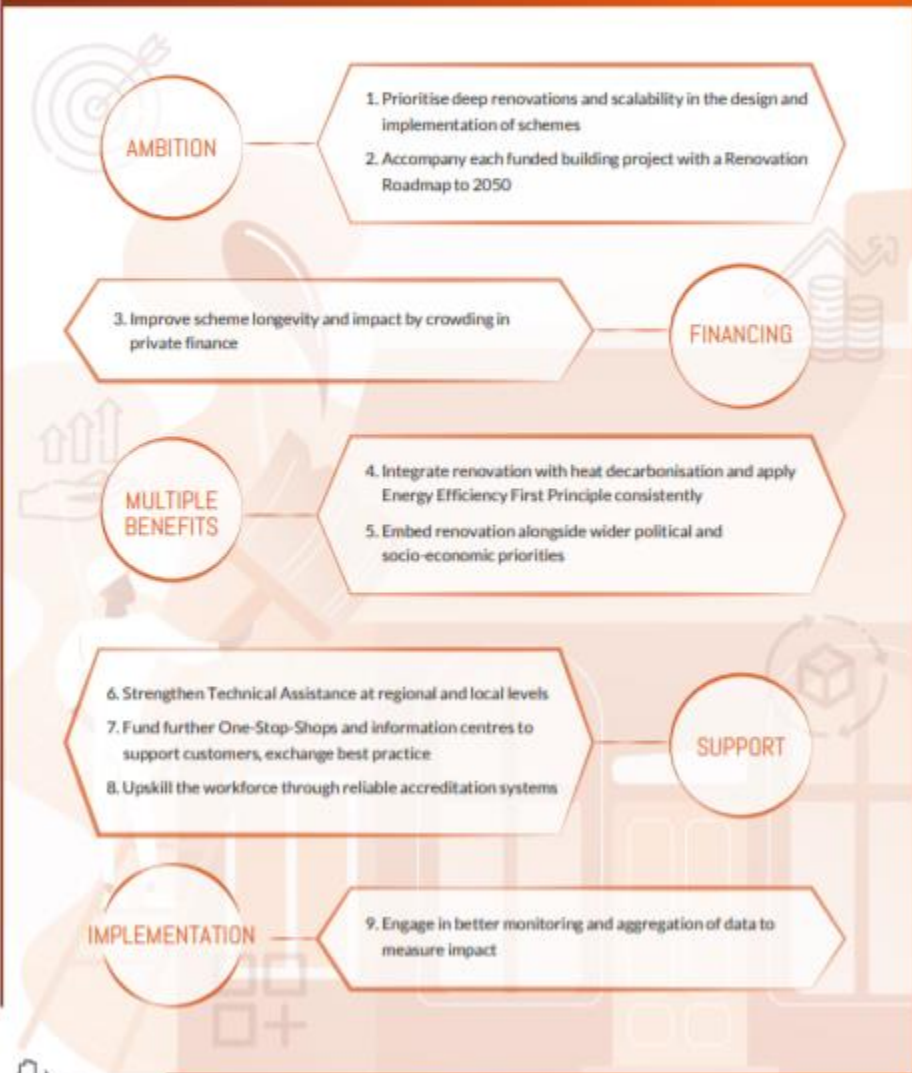 AMBITION
1. Prioritise deep renovations and scalability in the design and
implementation of schemes
2. Accompany each funded building project with a Renovation
Roadmap to 2050
3. Improve scheme longevity and impact by crowding in
private finance
FINANCING
MULTIPLE
BENEFITS
4. Integrate renovation with heat decarbonisation and apply
Energy Efficiency First Principle consistently
5. Embed renovation alongside wider political and
socio-economic priorities
6. Strengthen Technical Assistance at regional and local levels
7. Fund further One-Stop-Shops and information centres to
support customers, exchange best practice
8. Upskill the workforce through reliable accreditation systems
SUPPORT
IMPLEMENTATION
9. Engage in better monitoring and aggregation of data to
measure impact